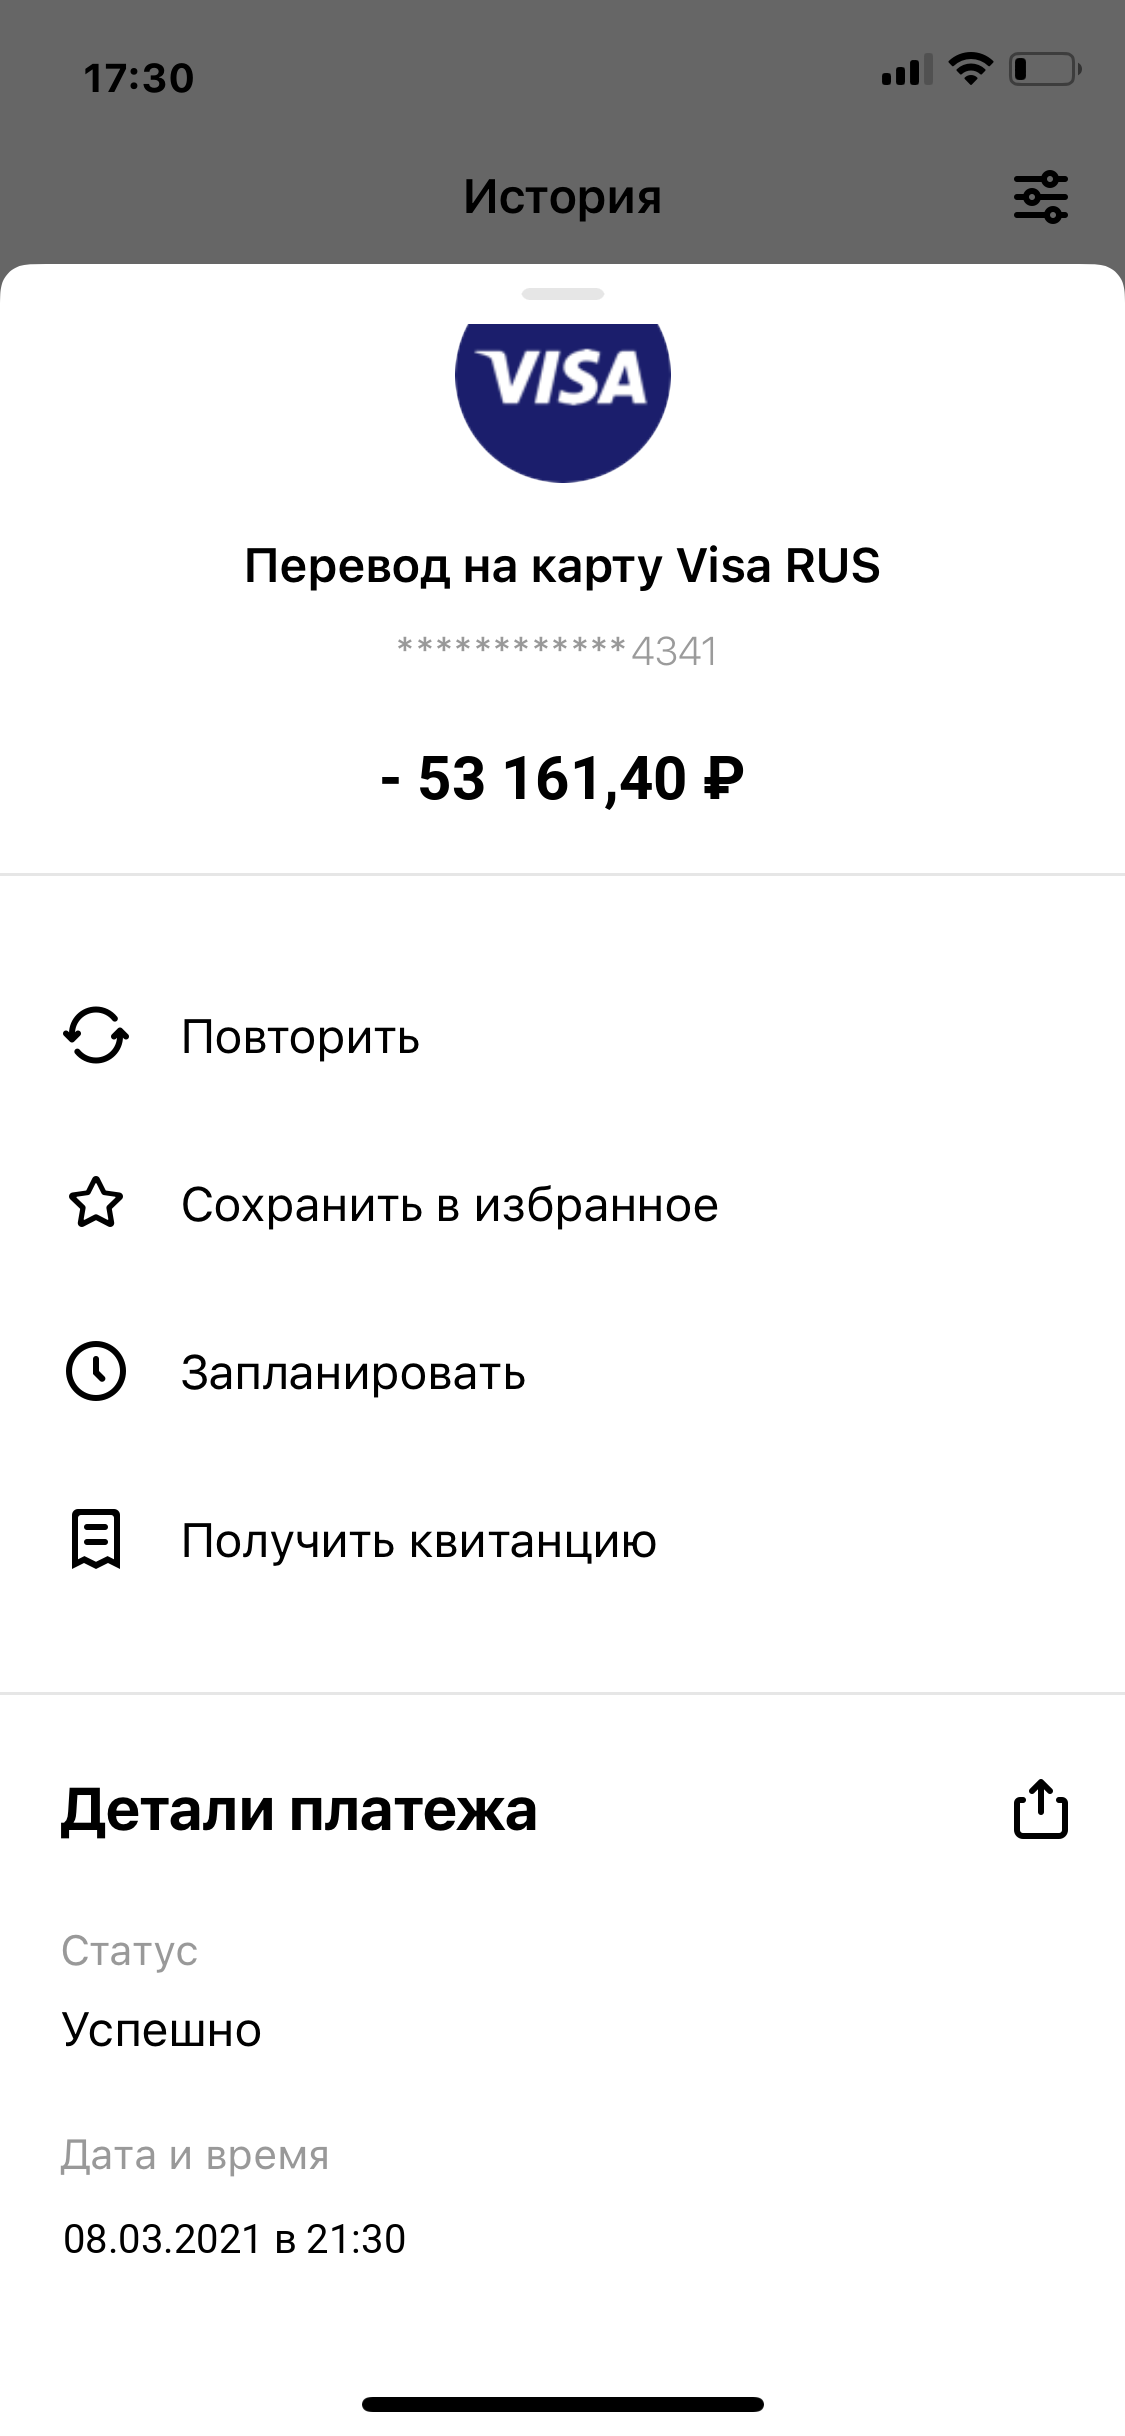 17:30
История
VISA
Перевод на карту Visa RUS
************4341
- 53 161,40 ₽
Повторить
Сохранить в избранное
Запланировать
Получить квитанцию
Детали платежа
Статус
Успешно
Дата и время
08.03.2021 в 21:30